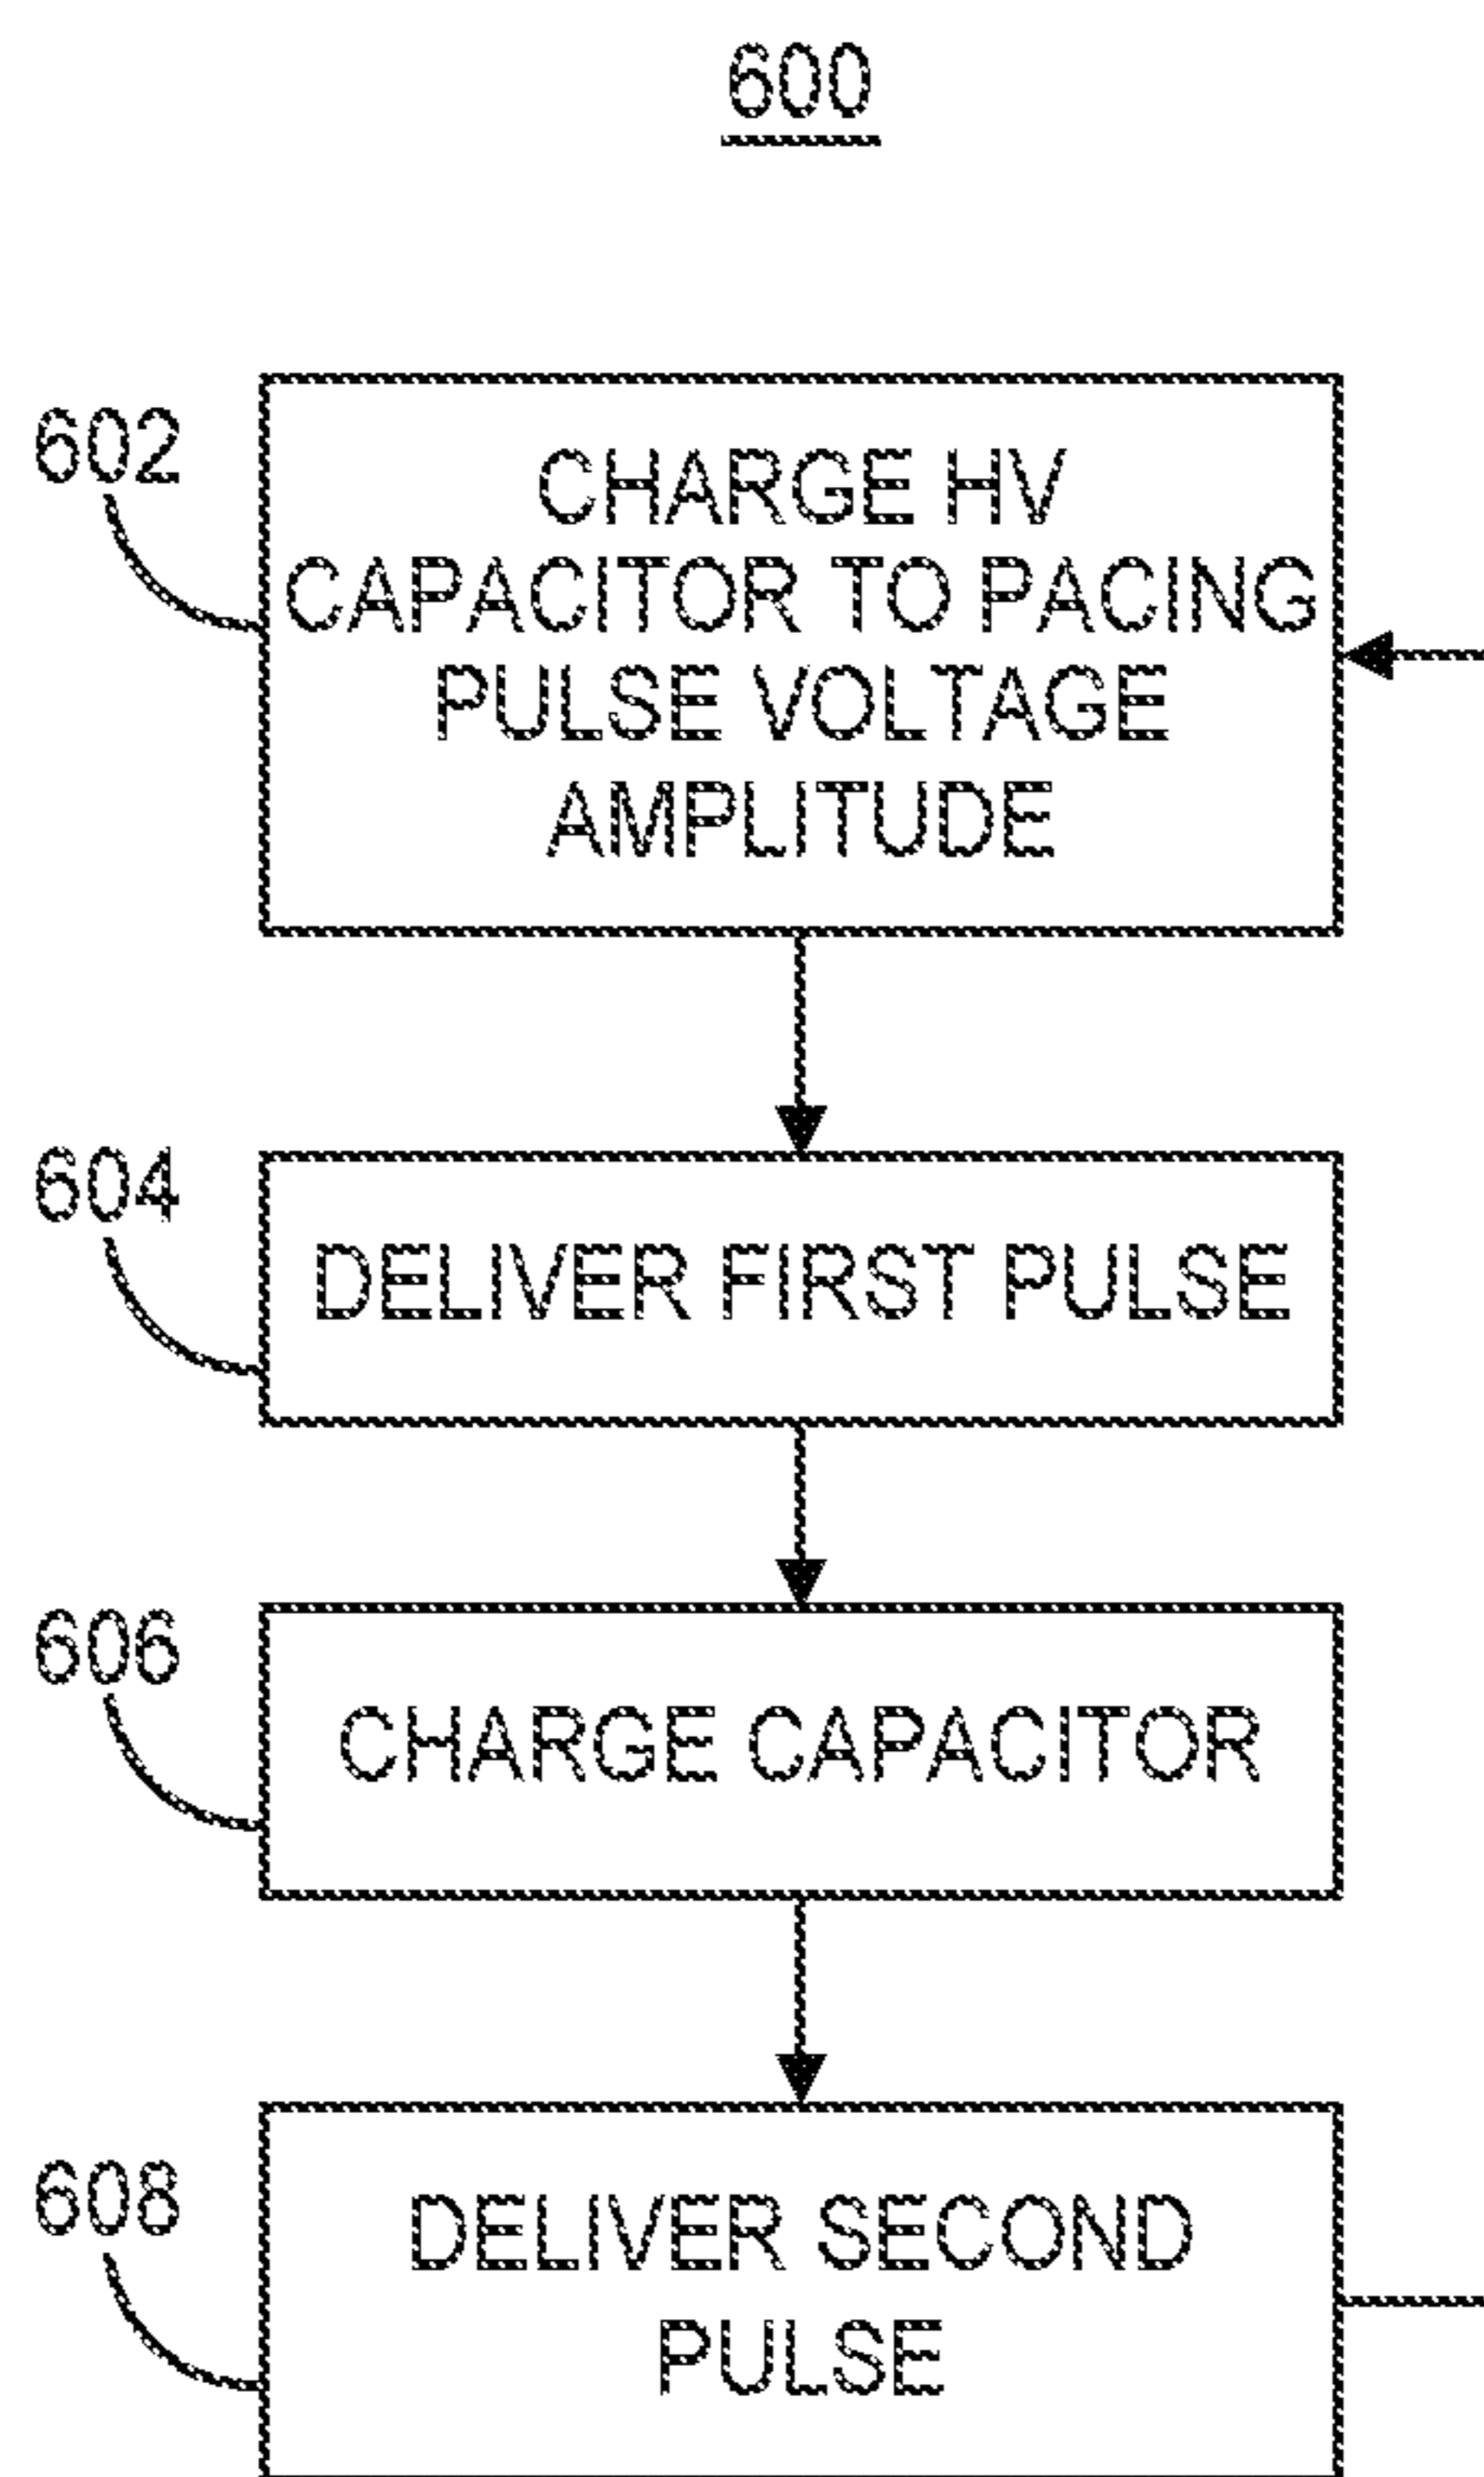 600
602
CHARGE HV
CAPACITOR TO PACING
PULSE VOLTAGE
AMPLITUDE
604
DELIVER FIRST PULSE
606
CHARGE CAPACITOR
608
DELIVER SECOND
PULSE